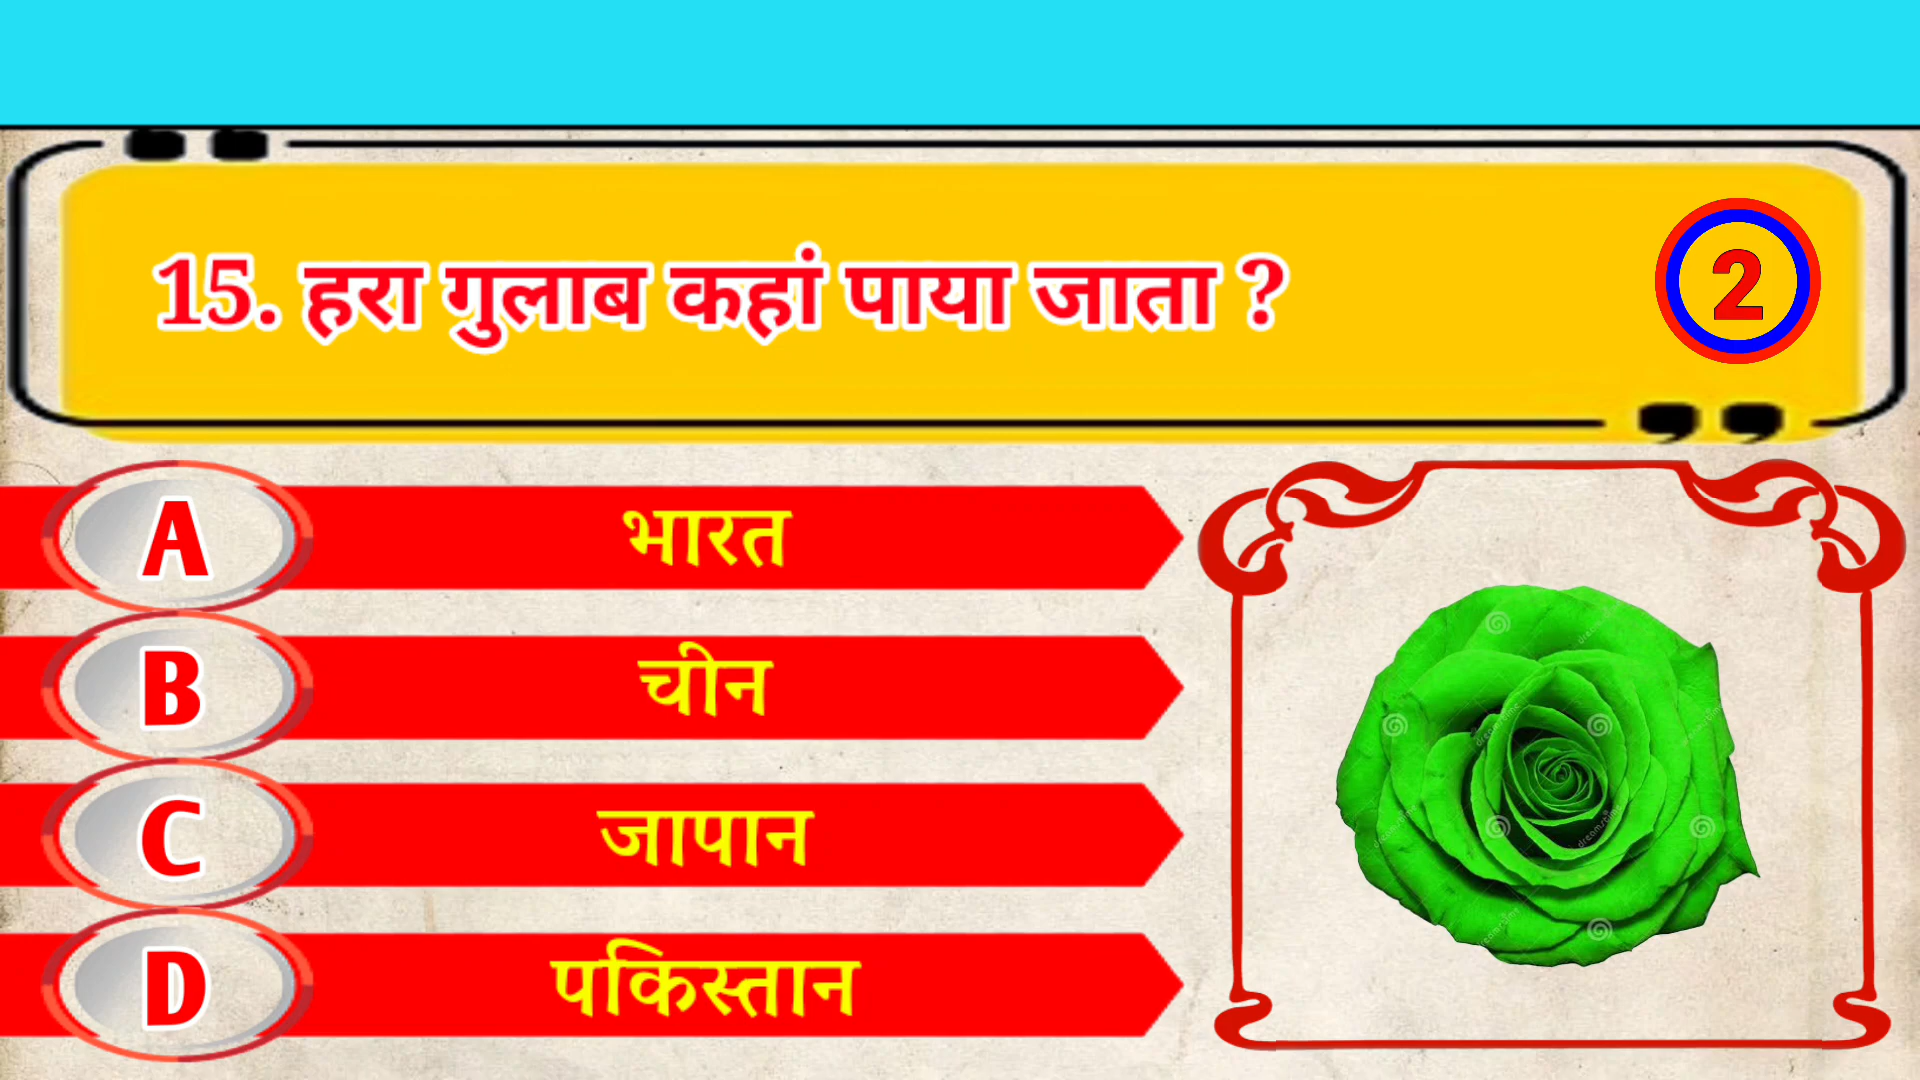 15. हरा गुलाब कहां पाया जाता ?
2
A
भारत
B
चीन
C
जापान
D
पकिस्तान